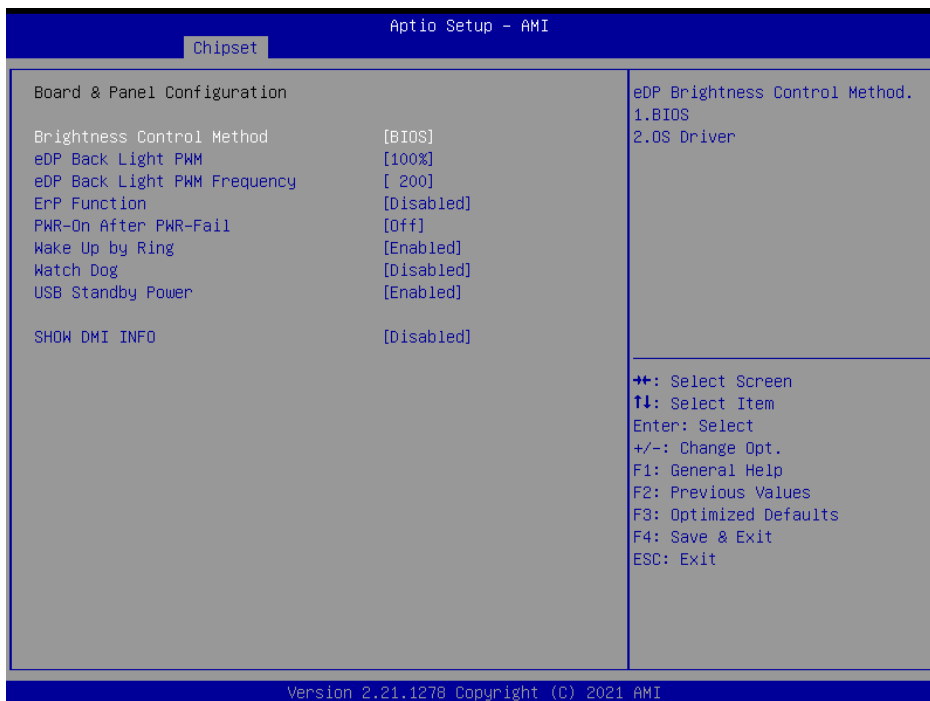 Aptio Setup – AMI
Chipset
Board & Panel Configuration
Brightness Control Method [BIOS]
eDP Back Light PWM [100%]
eDP Back Light PWM Frequency [ 200]
ErP Function [Disabled]
PWR-On After PWR-Fail [Off]
Wake Up by Ring [Enabled]
Watch Dog [Disabled]
USB Standby Power [Enabled]
SHOW DMI INFO [Disabled]
eDP Brightness Control Method.
1.BIOS
2.OS Driver
→←: Select Screen
↑↓: Select Item
Enter: Select
+/-: Change Opt.
F1: General Help
F2: Previous Values
F3: Optimized Defaults
F4: Save & Exit
ESC: Exit
Version 2.21.1278 Copyright (C) 2021 AMI